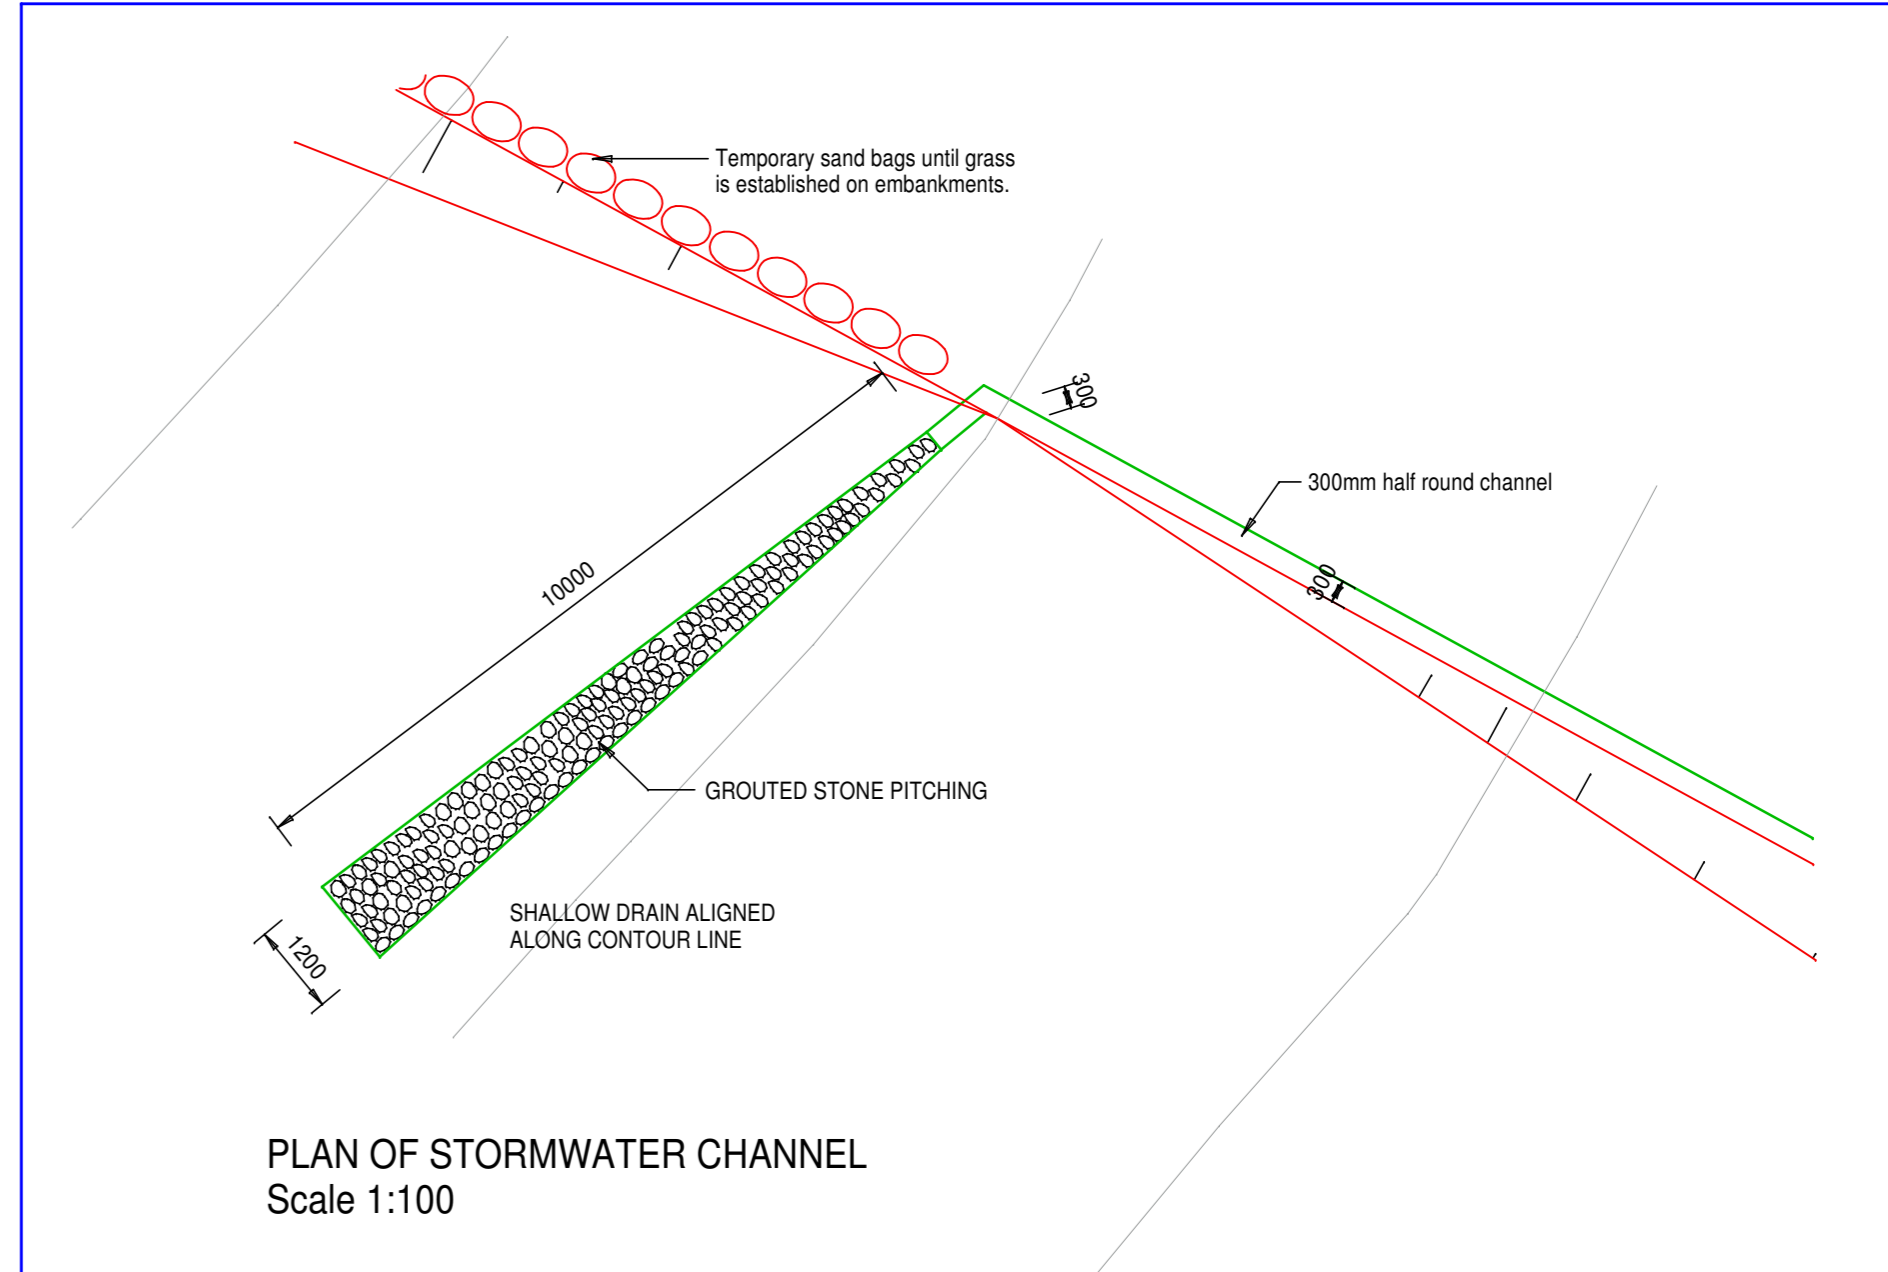 Temporary sand bags until grass
is established on embankments.
300
300mm half round channel
300
10000
GROUTED STONE PITCHING
SHALLOW DRAIN ALIGNED
ALONG CONTOUR LINE
1200
PLAN OF STORMWATER CHANNEL
Scale 1:100